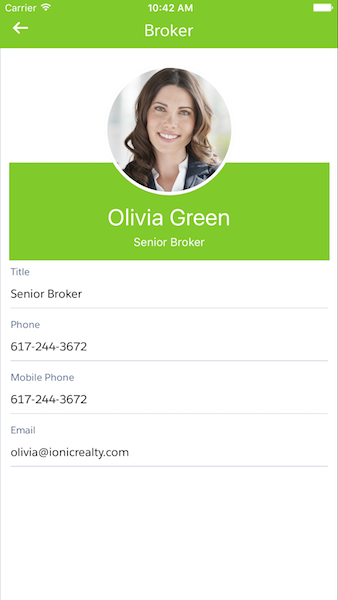 Carrier 10:42 AM
Broker
Olivia Green
Senior Broker
Title
Senior Broker
Phone
617-244-3672
Mobile Phone
617-244-3672
Email
olivia@ionicrealty.com